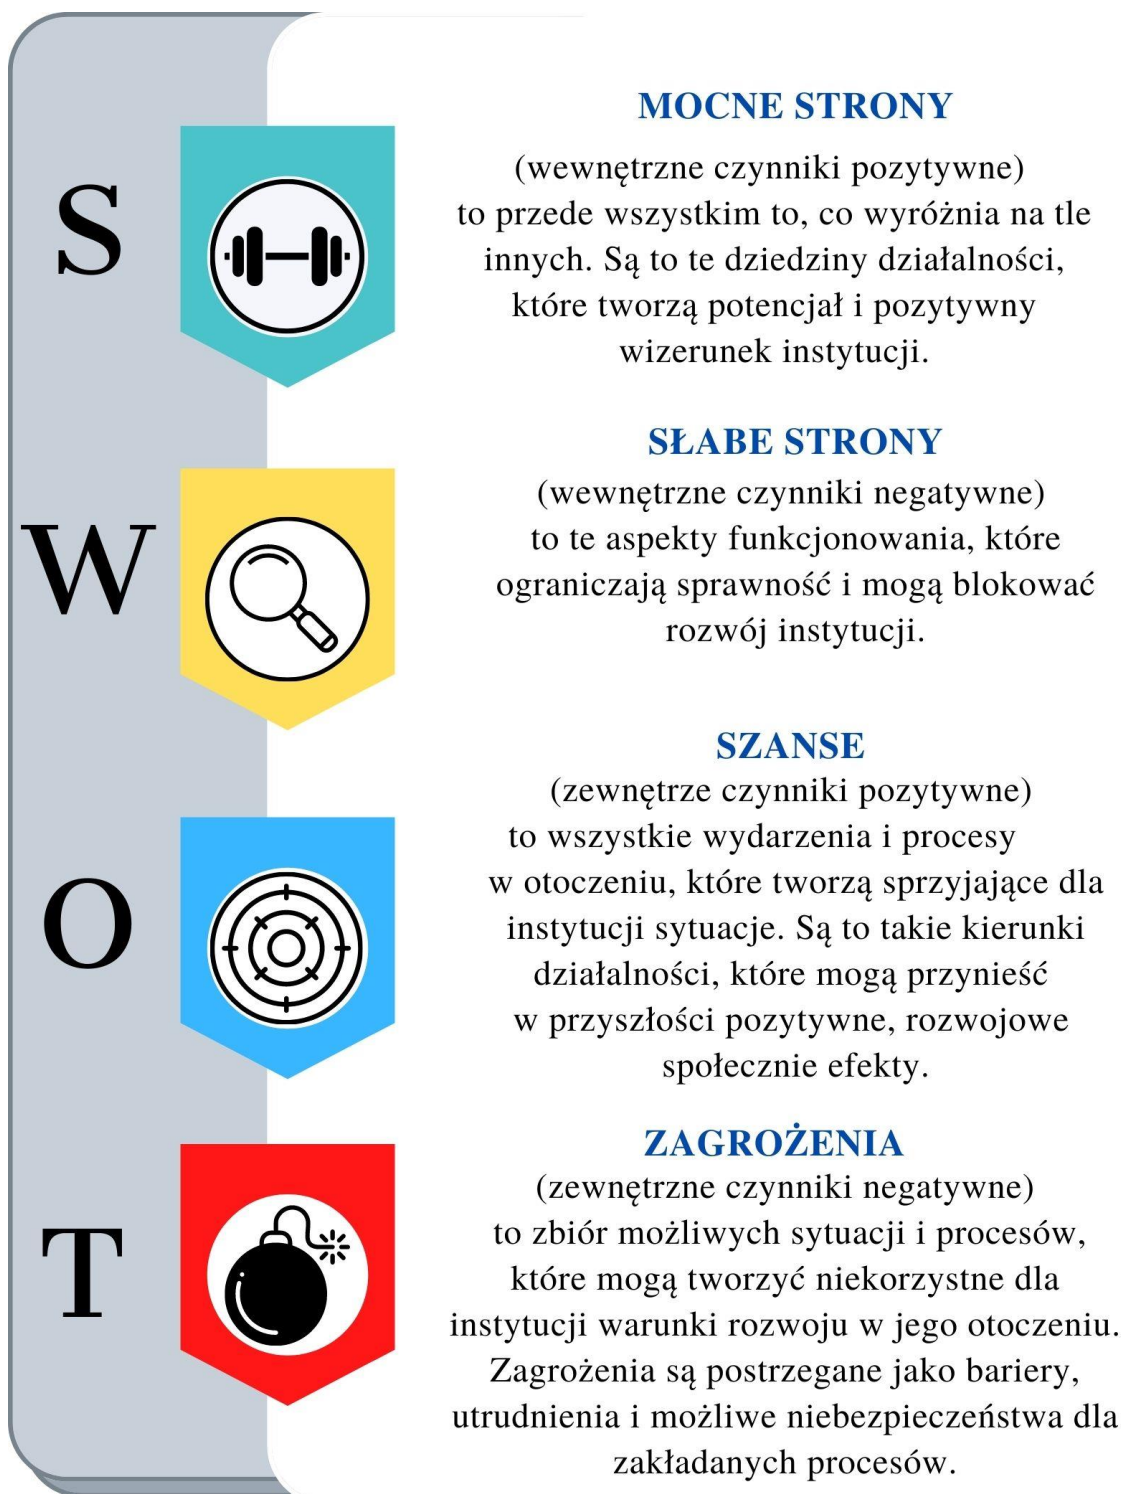 S
MOCNE STRONY
(wewnętrzne czynniki pozytywne)
to przede wszystkim to, co wyróżnia na tle
innych. Są to te dziedziny działalności,
które tworzą potencjał i pozytywny
wizerunek instytucji.
W
SŁABE STRONY
(wewnętrzne czynniki negatywne)
to te aspekty funkcjonowania, które
ograniczają sprawność i mogą blokować
rozwój instytucji.
O
SZANSE
(zewnętrze czynniki pozytywne)
to wszystkie wydarzenia i procesy
w otoczeniu, które tworzą sprzyjające dla
instytucji sytuacje. Są to takie kierunki
działalności, które mogą przynieść
w przyszłości pozytywne, rozwojowe
społecznie efekty.
T
ZAGROŻENIA
(zewnętrzne czynniki negatywne)
to zbiór możliwych sytuacji i procesów,
które mogą tworzyć niekorzystne dla
instytucji warunki rozwoju w jego otoczeniu.
Zagrożenia są postrzegane jako bariery,
utrudnienia i możliwe niebezpieczeństwa dla
zakładanych procesów.